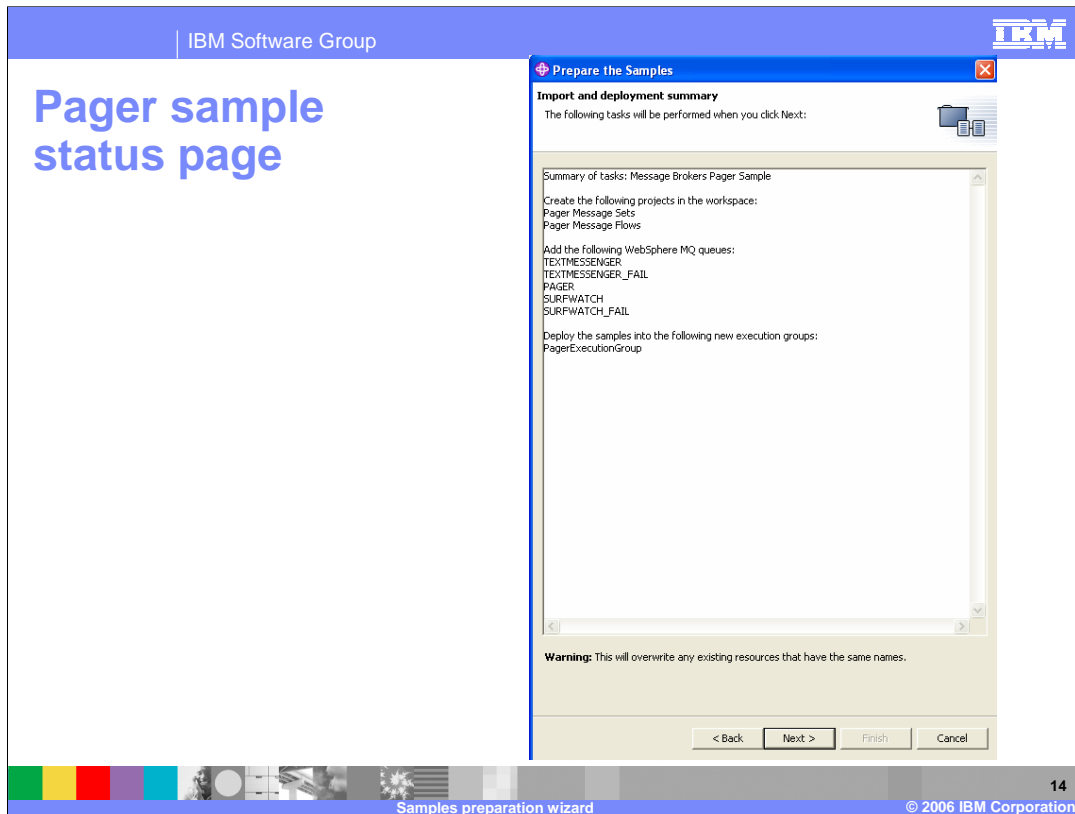 IBM Software Group
IBM
Pager sample
status page
Prepare the Samples
Import and deployment summary
The following tasks will be performed when you click Next:
Summary of tasks: Message Brokers Pager Sample
Create the following projects in the workspace:
Pager Message Sets
Pager Message Flows
Add the following WebSphere MQ queues:
TEXTMESSENGER
TEXTMESSENGER_FAIL
PAGER
SURFWATCH
SURFWATCH_FAIL
Deploy the samples into the following new execution groups:
PagerExecutionGroup
Warning: This will overwrite any existing resources that have the same names.
< Back Next > Finish Cancel
14
Samples preparation wizard © 2006 IBM Corporation